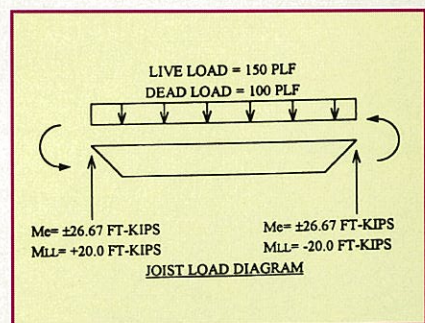 LIVE LOAD = 150 PLF
DEAD LOAD = 100 PLF
Me= ±26.67 FT-KIPS
MLL= +20.0 FT-KIPS
Me= ±26.67 FT-KIPS
MLL= -20.0 FT-KIPS
JOIST LOAD DIAGRAM